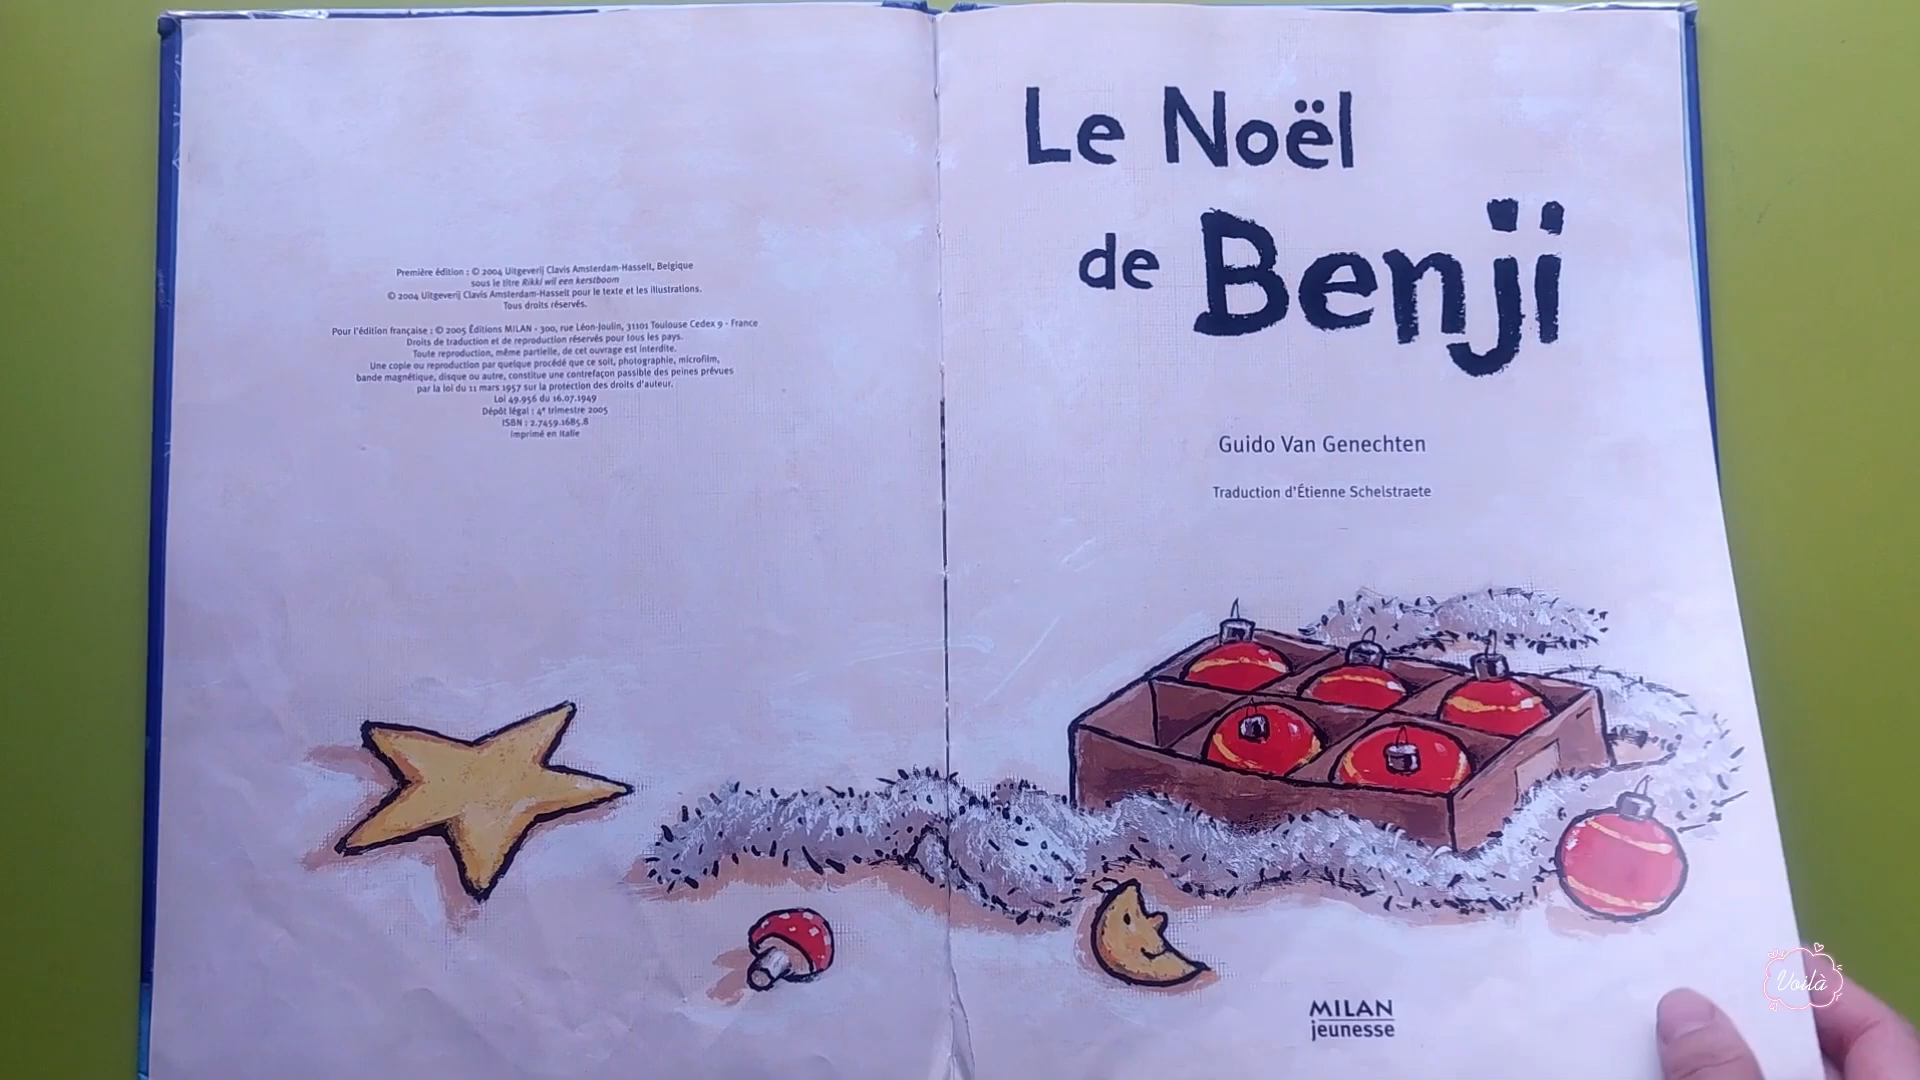 Première édition : © 2004 Uitgeverij Clavis Amsterdam-Hasselt, Belgique
sous le titre Rikki wil een kerstboom
© 2004 Uitgeverij Clavis Amsterdam-Hasselt pour le texte et les illustrations.
Tous droits réservés.
Pour l'édition française : © 2005 Éditions MILAN - 300, rue Léon-Joulin, 31101 Toulouse Cedex 9 - France
Droits de traduction et de reproduction réservés pour tous les pays.
Toute reproduction, même partielle, de cet ouvrage est interdite.
Une copie ou reproduction par quelque procédé que ce soit, photographie, microfilm,
bande magnétique, disque ou autre, constitue une contrefaçon passible des peines prévues
par la loi du 11 mars 1957 sur la protection des droits d'auteur.
Loi 49.956 du 16.07.1949
Dépôt légal : 4e trimestre 2005
ISBN : 2.7459.1685.8
Imprimé en Italie
Le Noël
de Benji
Guido Van Genechten
Traduction d'Étienne Schelstraete
MILAN
jeunesse
Voilà